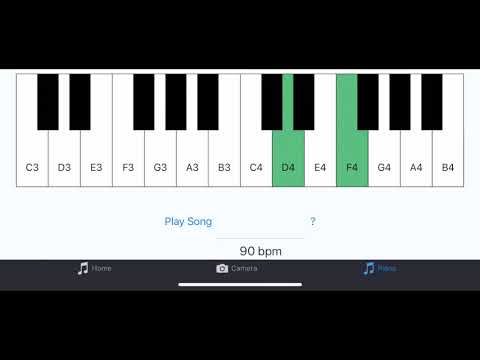 C3 D3 E3 F3 G3 A3 B3 C4 D4 E4 F4 G4 A4 B4
Play Song ?
90 bpm
Home Camera Piano